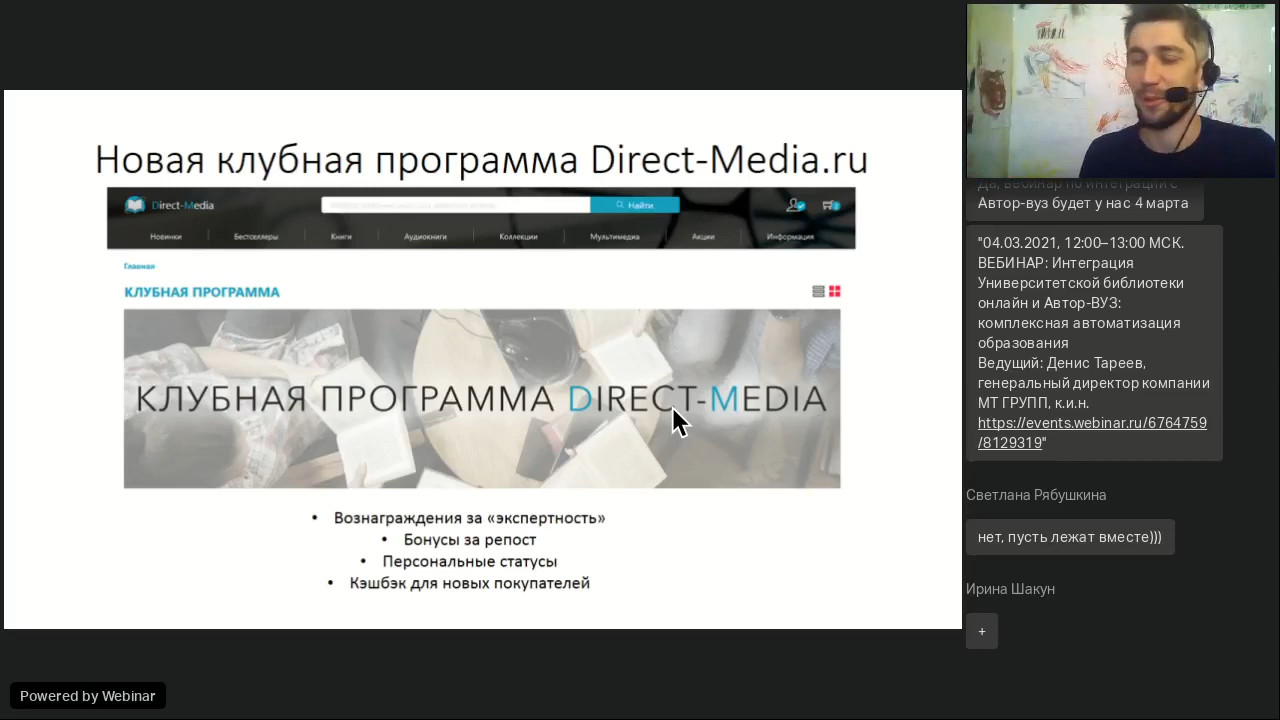 Новая клубная программа Direct-Media.ru
Direct-Media
Найти
Новинки
Бестселлеры
Книги
Аудиокниги
Коллекции
Мультимедиа
Акции
Информация
Главная
КЛУБНАЯ ПРОГРАММА
КЛУБНАЯ ПРОГРАММА DIRECT-MEDIA
• Вознаграждения за «экспертность»
• Бонусы за репост
• Персональные статусы
• Кэшбэк для новых покупателей
Да, вебинар по интеграции с
Автор-вуз будет у нас 4 марта
"04.03.2021, 12:00–13:00 МСК.
ВЕБИНАР: Интеграция
Университетской библиотеки
онлайн и Автор-ВУЗ:
комплексная автоматизация
образования
Ведущий: Денис Тареев,
генеральный директор компании
МТ ГРУПП, к.и.н.
https://events.webinar.ru/6764759
/8129319"
Светлана Рябушкина
нет, пусть лежат вместе)))
Ирина Шакун
+
Powered by Webinar